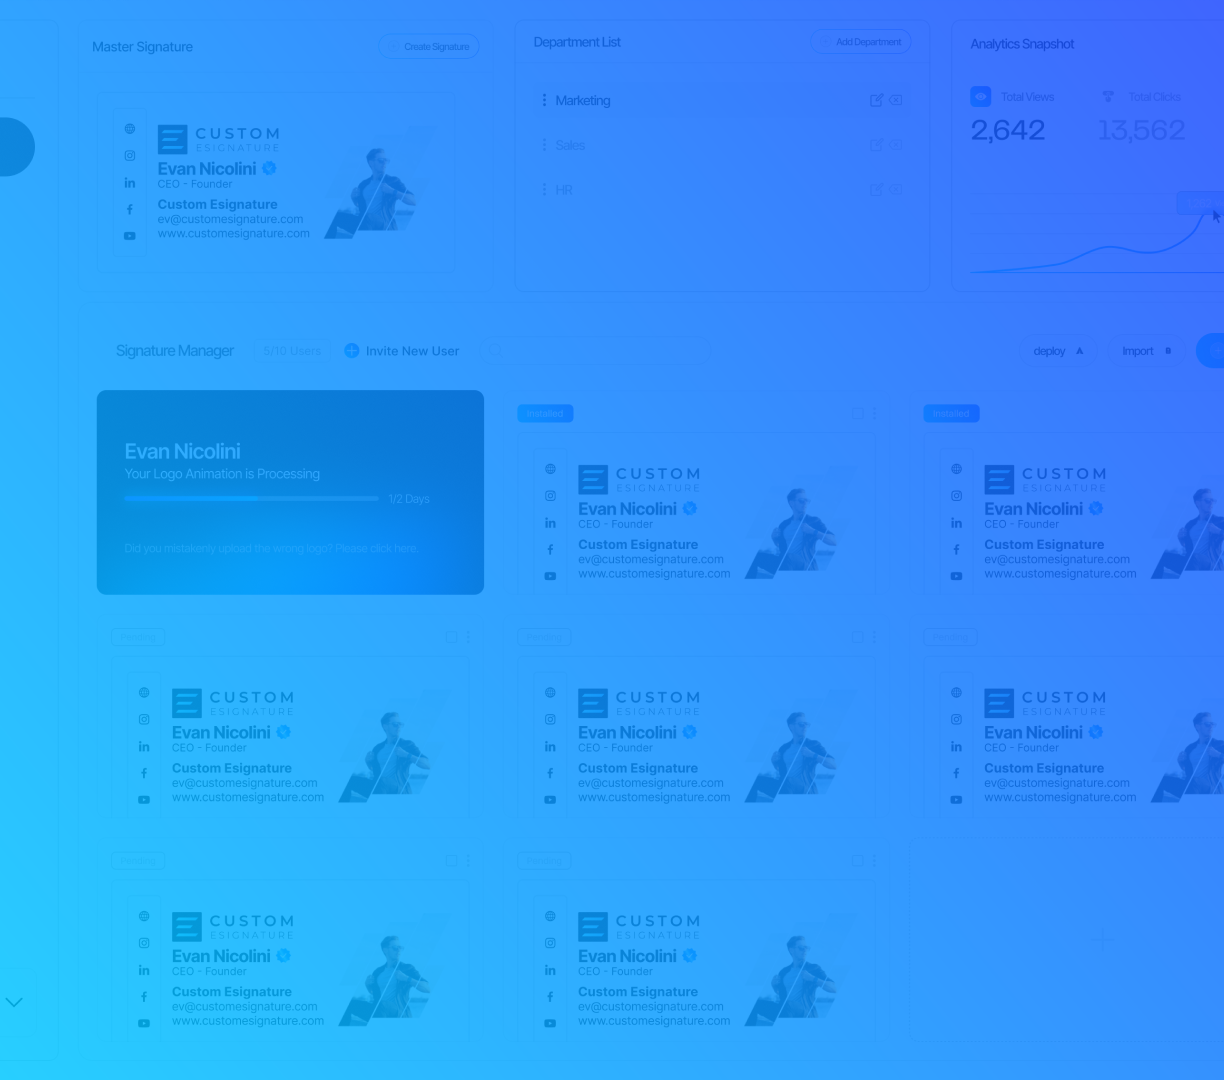 Master Signature
Create Signature
CUSTOM
ESIGNATURE
Evan Nicolini
CEO - Founder
Custom Esignature
ev@customesignature.com
www.customesignature.com
Department List
Add Department
Marketing
Sales
HR
Analytics Snapshot
Total Views
2,642
Total Clicks
13,562
Signature Manager
5/10 Users
Invite New User
deploy A
Import B
Evan Nicolini
Your Logo Animation is Processing
1/2 Days
Did you mistakenly upload the wrong logo? Please click here.
Installed
CUSTOM
ESIGNATURE
Evan Nicolini
CEO - Founder
Custom Esignature
ev@customesignature.com
www.customesignature.com
Installed
CUSTOM
ESIGNATURE
Evan Nicolini
CEO - Founder
Custom Esignature
ev@customesignature.com
www.customesignature.com
Pending
CUSTOM
ESIGNATURE
Evan Nicolini
CEO - Founder
Custom Esignature
ev@customesignature.com
www.customesignature.com
Pending
CUSTOM
ESIGNATURE
Evan Nicolini
CEO - Founder
Custom Esignature
ev@customesignature.com
www.customesignature.com
Pending
CUSTOM
ESIGNATURE
Evan Nicolini
CEO - Founder
Custom Esignature
ev@customesignature.com
www.customesignature.com
Pending
CUSTOM
ESIGNATURE
Evan Nicolini
CEO - Founder
Custom Esignature
ev@customesignature.com
www.customesignature.com
Pending
CUSTOM
ESIGNATURE
Evan Nicolini
CEO - Founder
Custom Esignature
ev@customesignature.com
www.customesignature.com